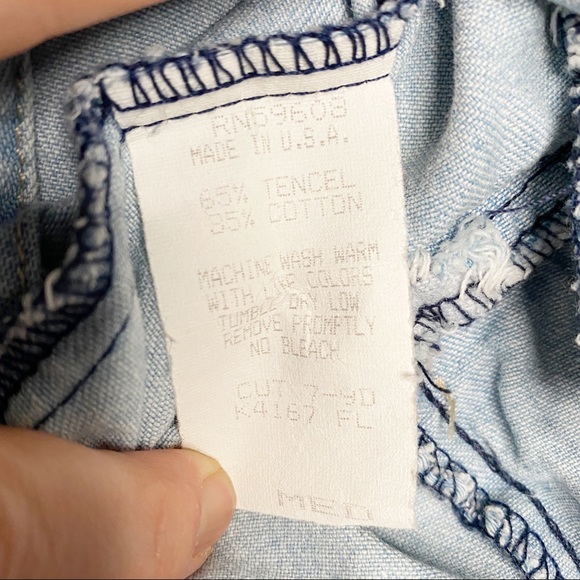 RN59608
MADE IN U.S.A.
65% TENCEL
35% COTTON
MACHINE WASH WARM
WITH LIKE COLORS
TUMBLE DRY LOW
REMOVE PROMPTLY
NO BLEACH
CUT 7-9D
K4187 FL
MED